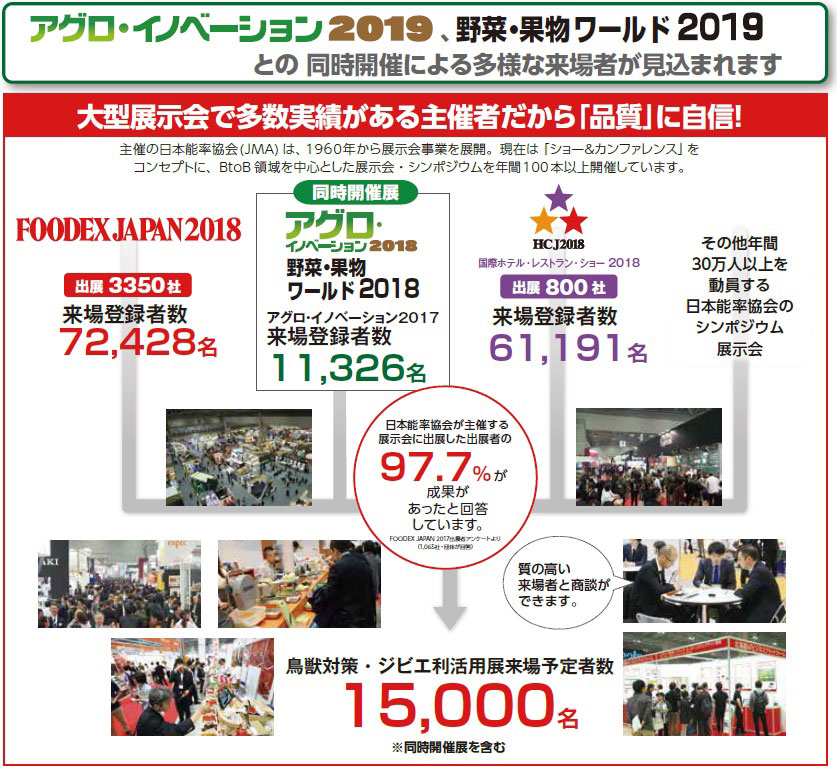 アグロ・イノベーション2019、野菜・果物ワールド2019
との 同時開催による多様な来場者が見込まれます
大型展示会で多数実績がある主催者だから「品質」に自信!
主催の日本能率協会(JMA)は、1960年から展示会事業を展開。現在は「ショー&カンファレンス」を
コンセプトに、BtoB領域を中心とした展示会・シンポジウムを年間100本以上開催しています。
FOODEX JAPAN 2018
出展 3350社
来場登録者数
72,428名
同時開催展
アグロ・
イノベーション2018
野菜・果物
ワールド2018
アグロ・イノベーション2017
来場登録者数
11,326名
HCJ2018
国際ホテル・レストラン・ショー 2018
出展 800社
来場登録者数
61,191名
その他年間
30万人以上を
動員する
日本能率協会の
シンポジウム
展示会
日本能率協会が主催する
展示会に出展した出展者の
97.7%が
成果が
あったと回答
しています。
FOODEX JAPAN 2017出展者アンケートより
(1,065社・団体が回答)
質の高い
来場者と商談が
できます。
鳥獣対策・ジビエ利活用展来場予定者数
15,000名
※同時開催展を含む